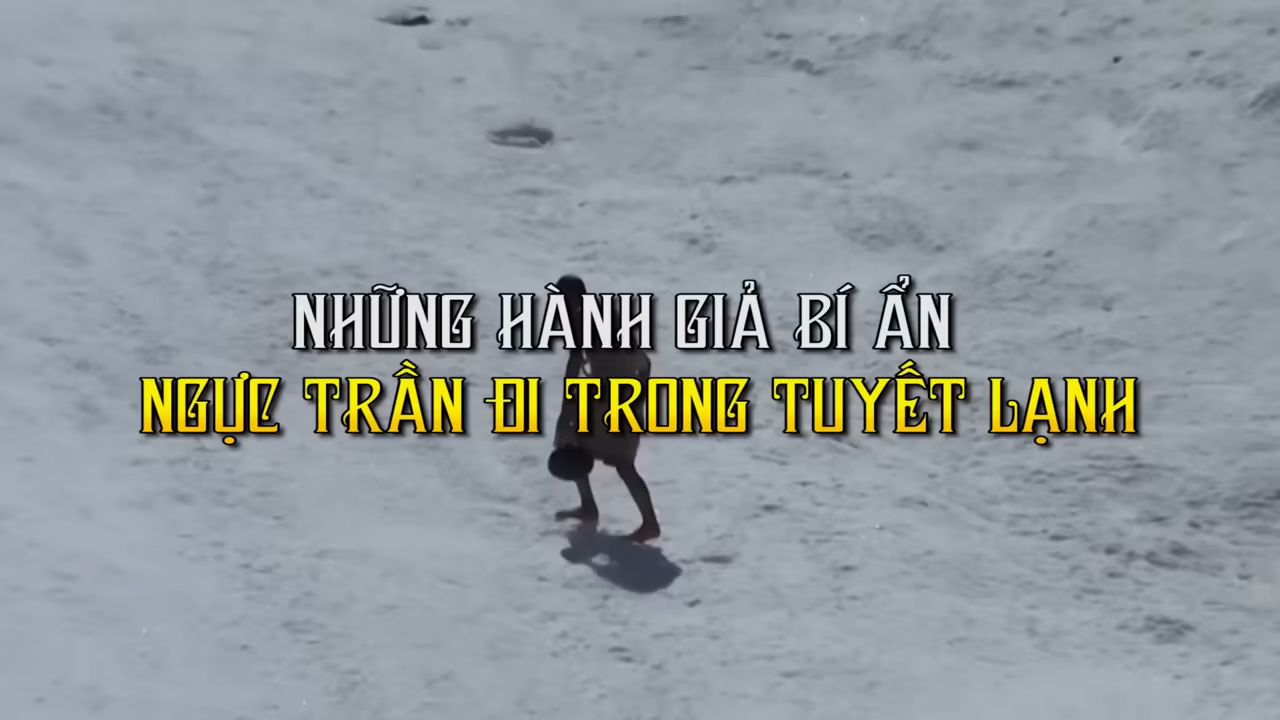 NHỮNG HÀNH GIẢ BÍ ẨN
NGỰC TRẦN ĐI TRONG TUYẾT LẠNH